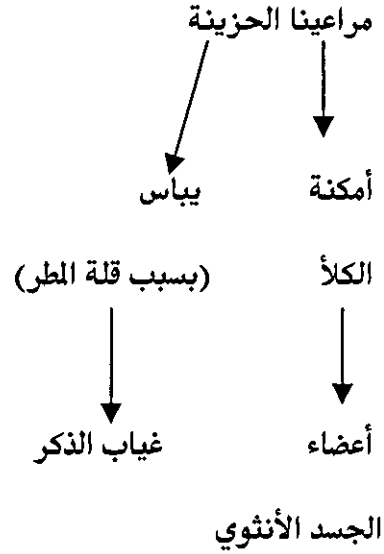 مراعينا الحزينة
أمكنة يباس
الكلأ (بسبب قلة المطر)
أعضاء غياب الذكر
الجسد الأنثوي